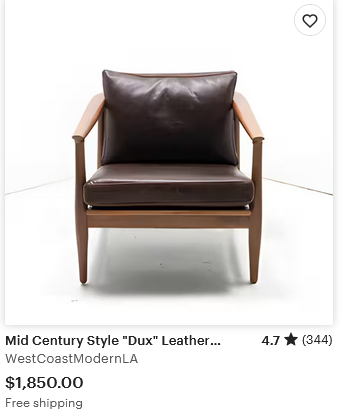 Mid Century Style "Dux" Leather...
4.7 ★ (344)
WestCoastModernLA
$1,850.00
Free shipping